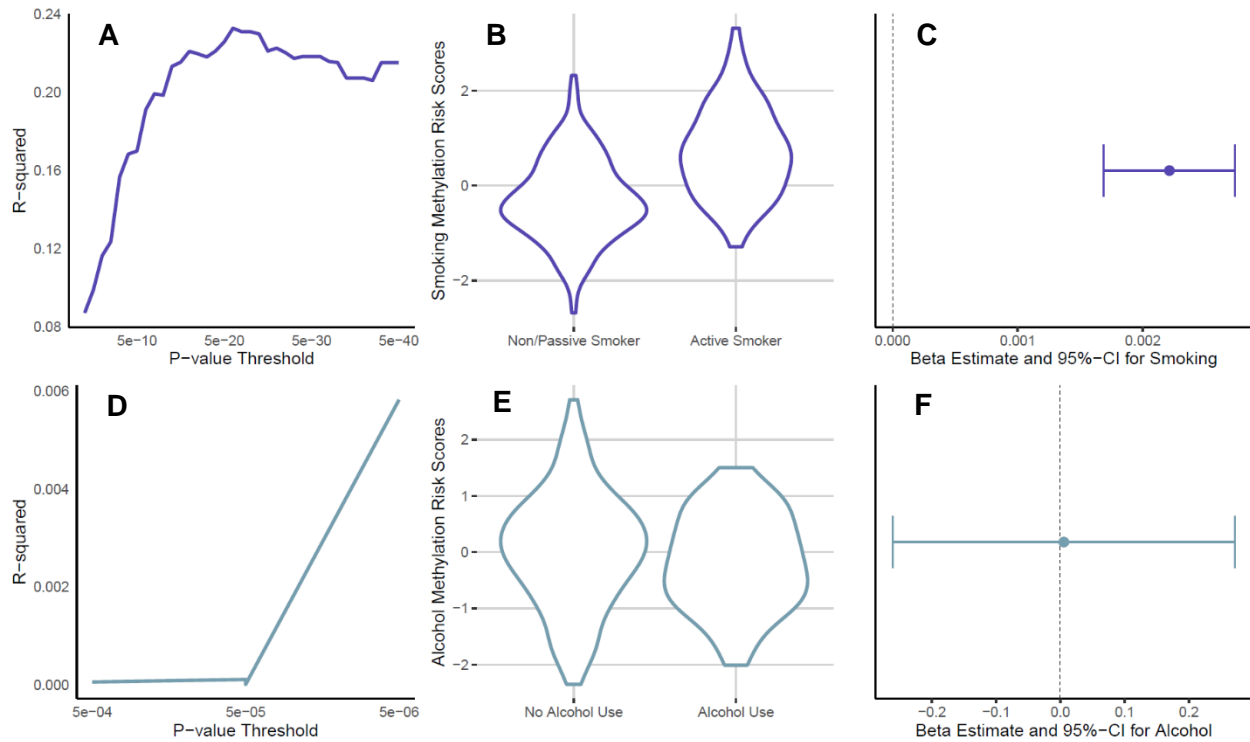 A
R-squared
0.24
0.20
0.16
0.12
0.08
5e-10
5e-20
5e-30
5e-40
P-value Threshold
B
Smoking Methylation Risk Scores
2
0
-2
Non/Passive Smoker
Active Smoker
C
0.000
0.001
0.002
Beta Estimate and 95%-CI for Smoking
D
R-squared
0.006
0.004
0.002
0.000
5e-04
5e-05
5e-06
P-value Threshold
E
Alcohol Methylation Risk Scores
2
1
0
-1
-2
No Alcohol Use
Alcohol Use
F
-0.2
-0.1
0.0
0.1
0.2
Beta Estimate and 95%-CI for Alcohol